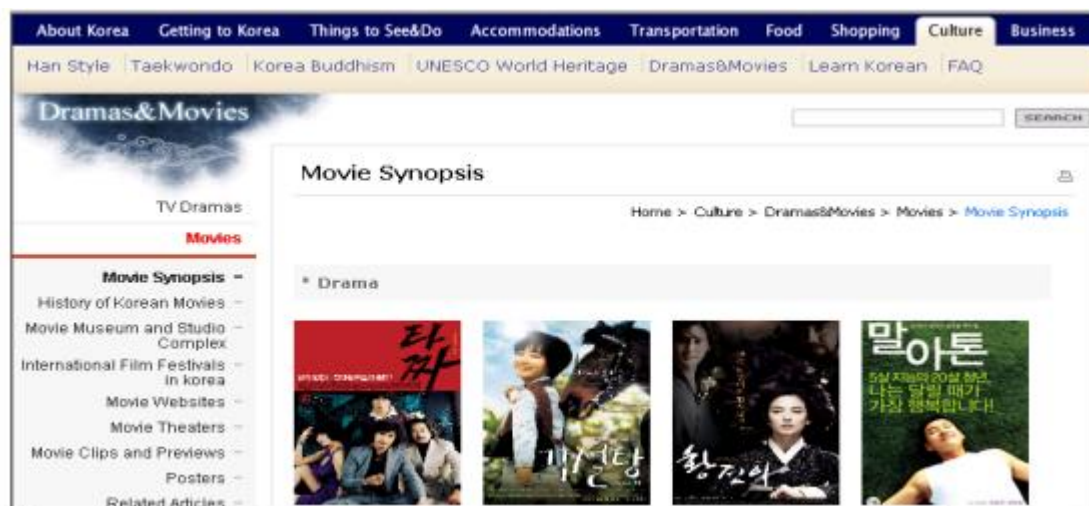 About Korea Getting to Korea Things to See&Do Accommodations Transportation Food Shopping Culture Business
Han Style Taekwondo Korea Buddhism UNESCO World Heritage Dramas&Movies Learn Korean FAQ
Dramas&Movies
SEARCH
Movie Synopsis
TV Dramas
Home > Culture > Dramas&Movies > Movies > Movie Synopsis
Movies
Movie Synopsis
* Drama
History of Korean Movies
Movie Museum and Studio
Complex
International Film Festivals
in korea
Movie Websites
Movie Theaters
Movie Clips and Previews
Posters
Related Articles
타짜
황진이
말아톤
5살 지능의 20살 청년
나는 달릴 때가
가장 행복합니다!